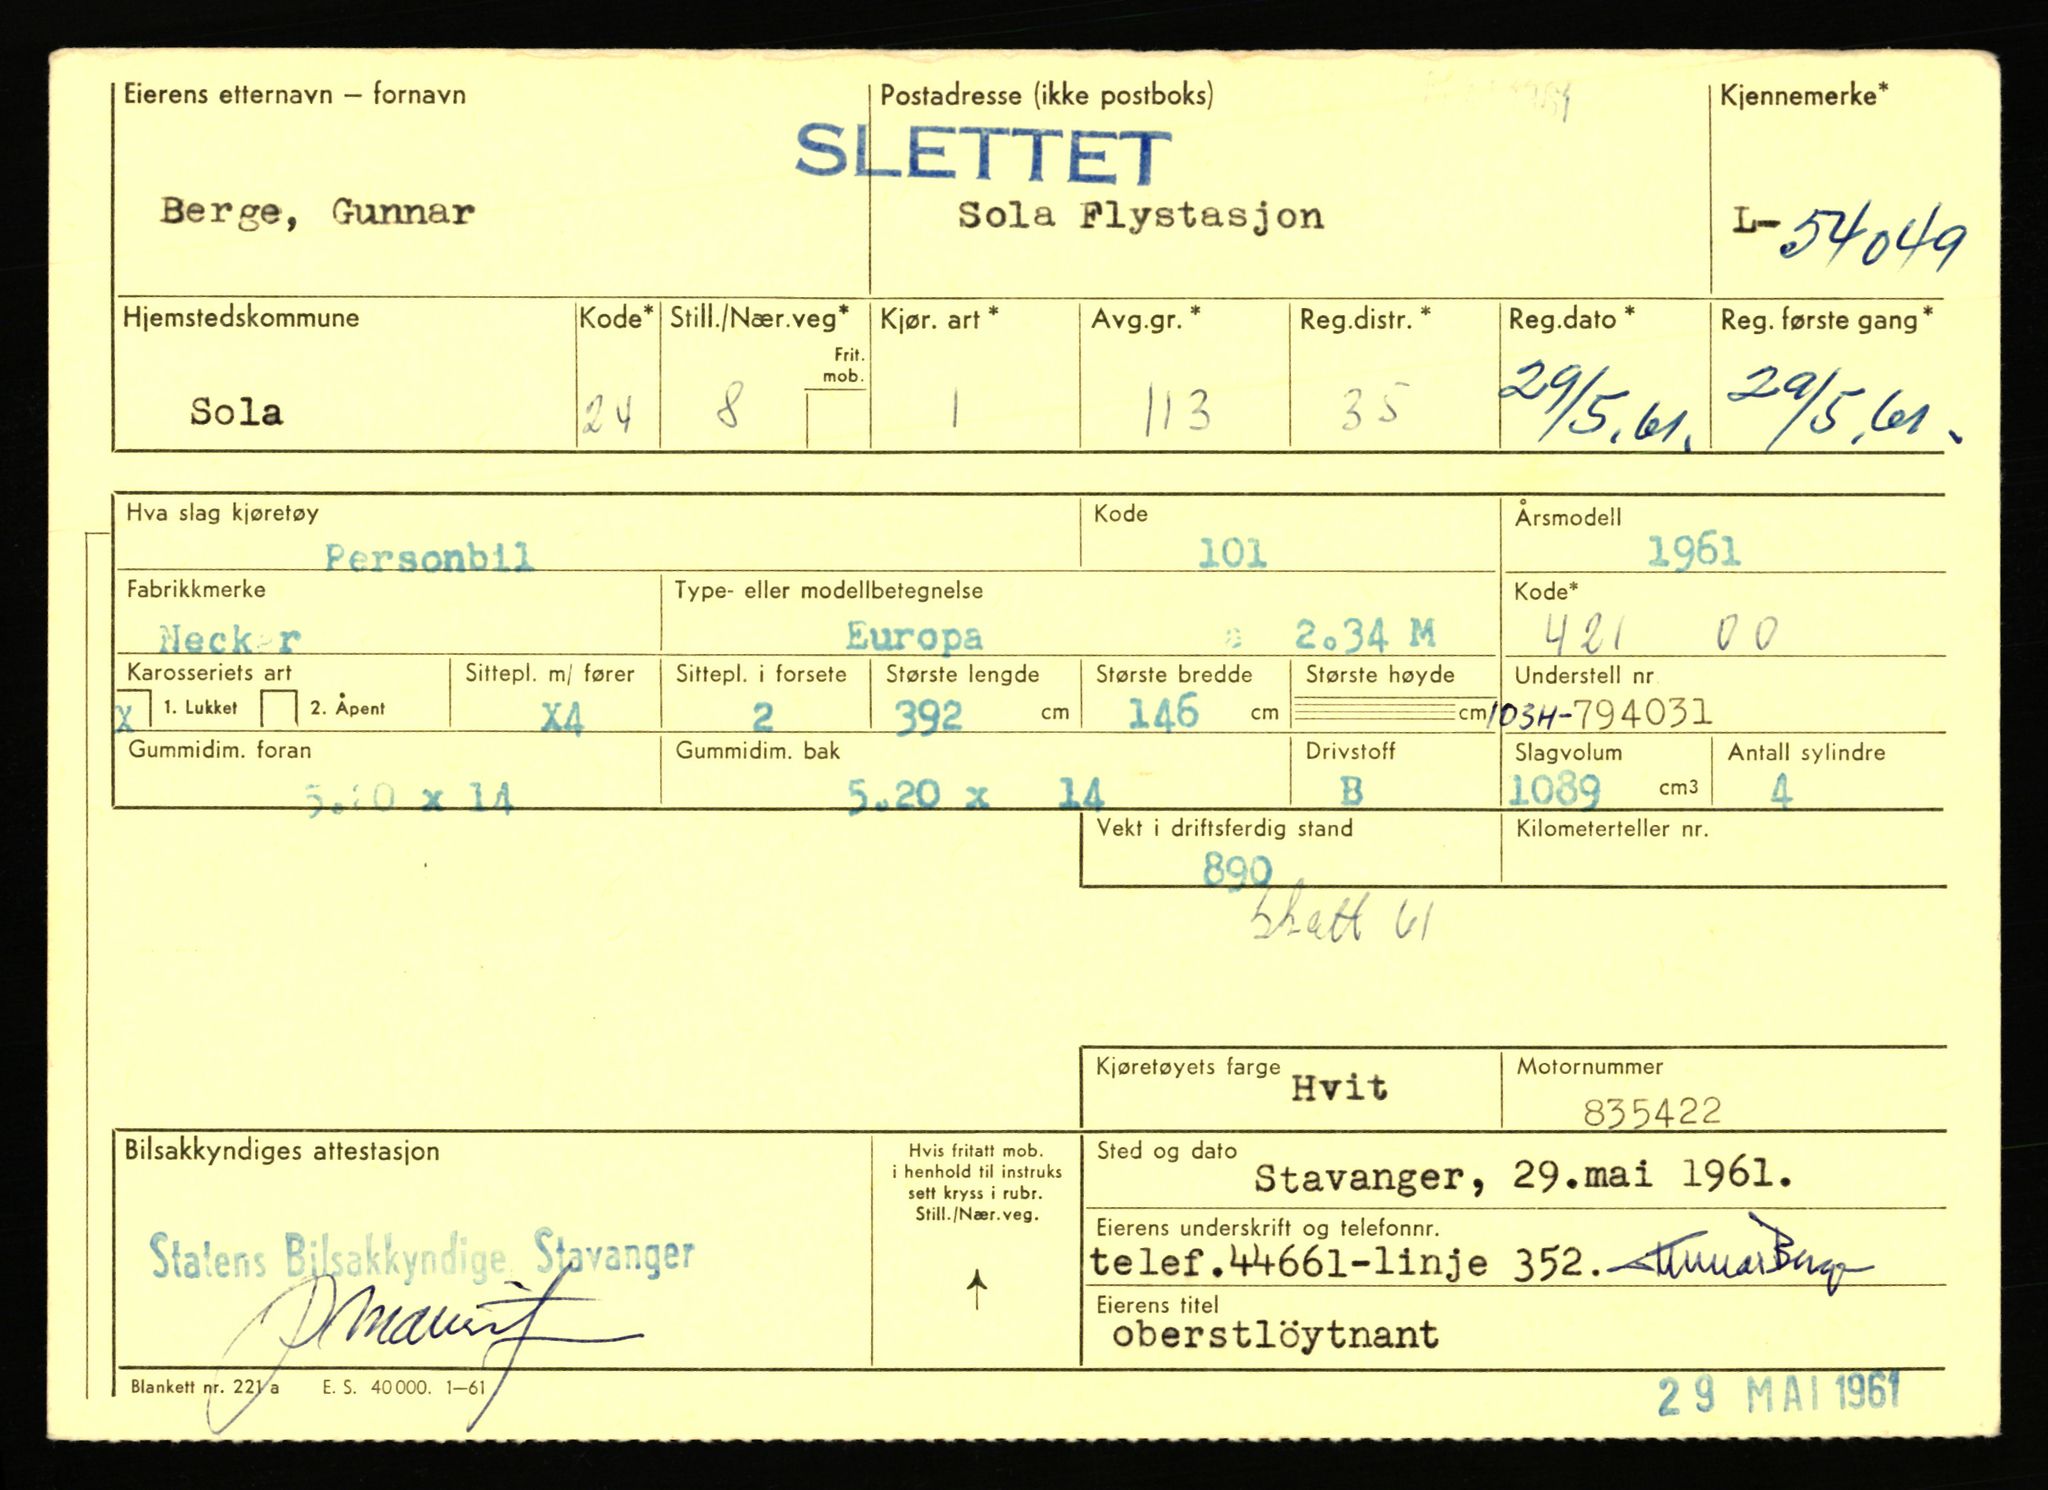 Eierens etternavn — fornavn Postadresse (ikke postboks) Kjennemerke*
SLETTET
Berge, Gunnar Sola Flystasjon L-54049
Hjemstedskommune Kode* Still./Nær.veg* Kjør. art * Avg.gr. * Reg.distr. * Reg.dato * Reg. første gang*
Frit.
mob.
Sola 24 8 1 113 35 29/5.61. 29/5.61.
Hva slag kjøretøy Kode Årsmodell
Personbil 101 1961
Fabrikkmerke Type- eller modellbetegnelse Kode*
Neckar Europa 2.34 M 421 00
Karosseriets art Sittepl. m/ fører Sittepl. i forsete Største lengde Største bredde Største høyde Understell nr
X 1. Lukket 2. Åpent X4 2 392 cm 146 cm cm 103H-794031
Gummidim. foran Gummidim. bak Drivstoff Slagvolum Antall sylindre
5.20 x 14 5.20 x 14 B 1089 cm3 4
Vekt i driftsferdig stand Kilometerteller nr.
890
skatt 61
Kjøretøyets farge Hvit Motornummer
835422
Bilsakkyndiges attestasjon
Hvis fritatt mob.
i henhold til instruks
sett kryss i rubr.
Still./Nær.veg.
Sted og dato
Stavanger, 29.mai 1961.
Statens Bilsakkyndige Stavanger
Eierens underskrift og telefonnr.
telef.44661-linje 352. Gunnar Berge
Eierens titel
oberstlöytnant
Blankett nr. 221 a E. S. 40 000. 1—61
29 MAI 1961